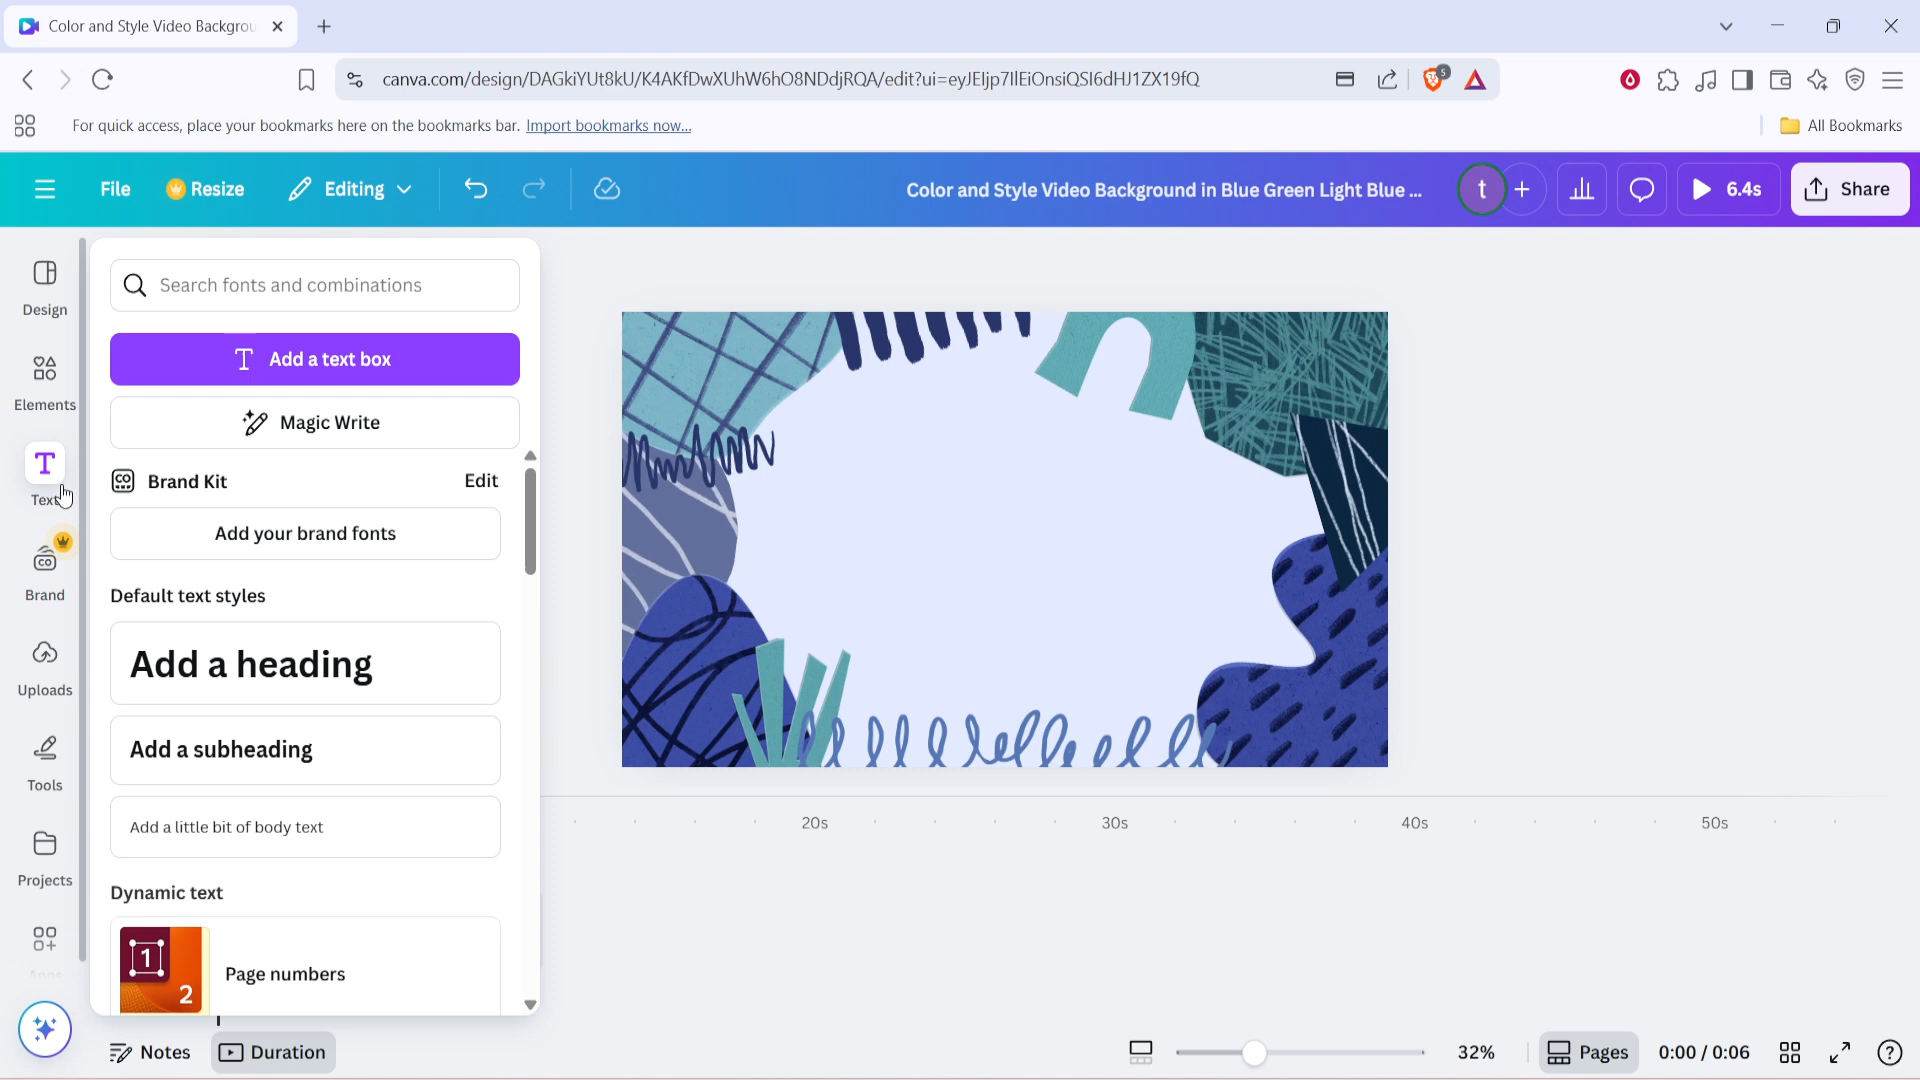 Color and Style Video Backgrou
canva.com/design/DAGkiYUt8kU/K4AKfDwXUhW6hO8NDdjRQA/edit?ui=eyJEIjp7IlEiOnsiQSI6dHJ1ZX19fQ
5
For quick access, place your bookmarks here on the bookmarks bar. Import bookmarks now...
All Bookmarks
File
Resize
Editing
Color and Style Video Background in Blue Green Light Blue ...
t
6.4s
Share
Design
Elements
Text
Brand
Uploads
Tools
Projects
Apps
Search fonts and combinations
T Add a text box
Magic Write
Brand Kit
Edit
Add your brand fonts
Default text styles
Add a heading
Add a subheading
Add a little bit of body text
Dynamic text
1
2
Page numbers
20s
30s
40s
50s
Notes
Duration
32%
Pages
0:00 / 0:06